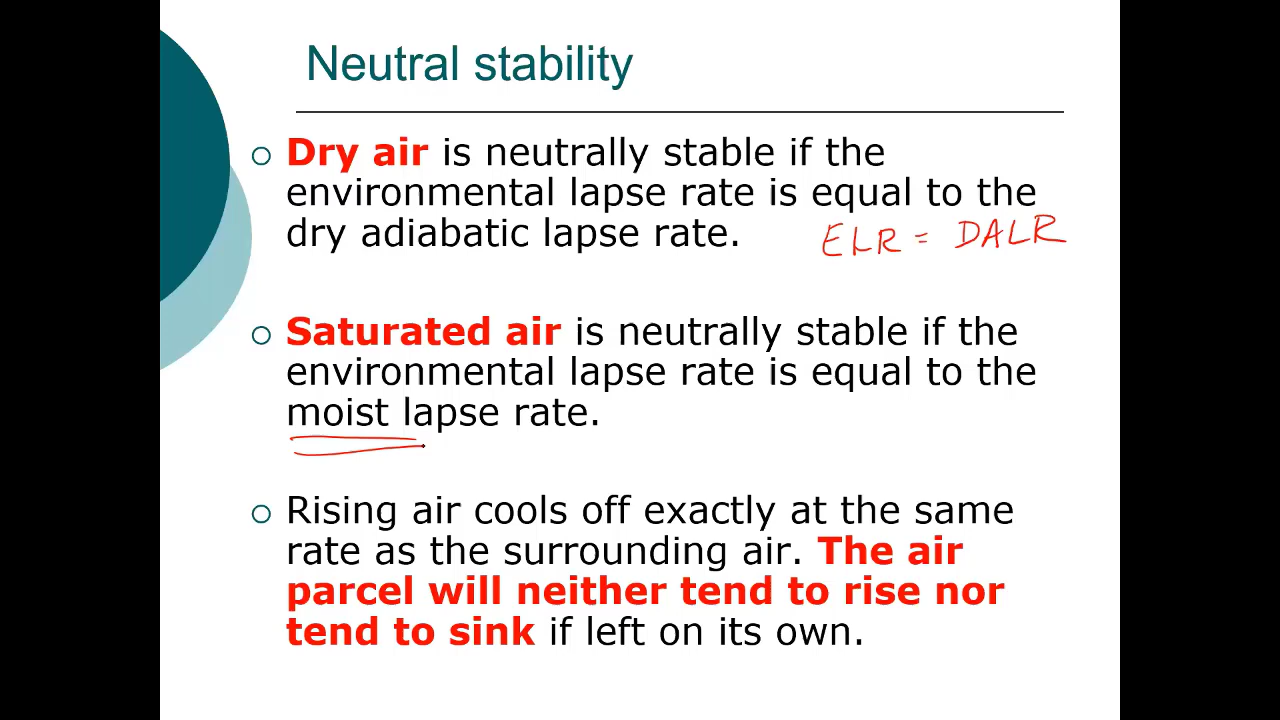 Neutral stability
Dry air is neutrally stable if the
environmental lapse rate is equal to the
dry adiabatic lapse rate.
ELR = DALR
Saturated air is neutrally stable if the
environmental lapse rate is equal to the
moist lapse rate.
Rising air cools off exactly at the same
rate as the surrounding air. The air
parcel will neither tend to rise nor
tend to sink if left on its own.